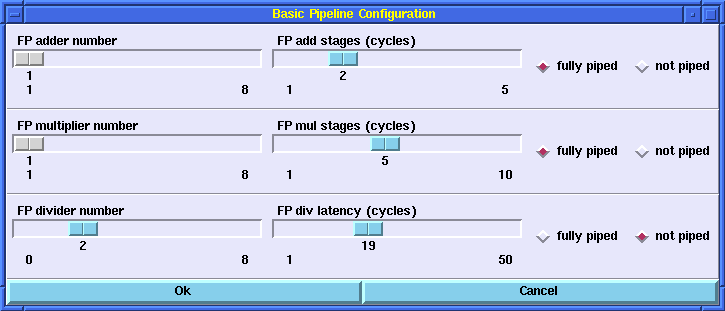 Basic Pipeline Configuration
FP adder number
FP add stages (cycles)
1
2
fully piped
not piped
1
8
1
5
FP multiplier number
FP mul stages (cycles)
1
5
fully piped
not piped
1
8
1
10
FP divider number
FP div latency (cycles)
2
19
fully piped
not piped
0
8
1
50
Ok
Cancel